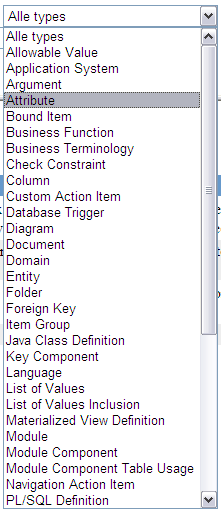 Alle types
Alle types
Allowable Value
Application System
Argument
Attribute
Bound Item
Business Function
Business Terminology
Check Constraint
Column
Custom Action Item
Database Trigger
Diagram
Document
Domain
Entity
Folder
Foreign Key
Item Group
Java Class Definition
Key Component
Language
List of Values
List of Values Inclusion
Materialized View Definition
Module
Module Component
Module Component Table Usage
Navigation Action Item
PL/SQL Definition